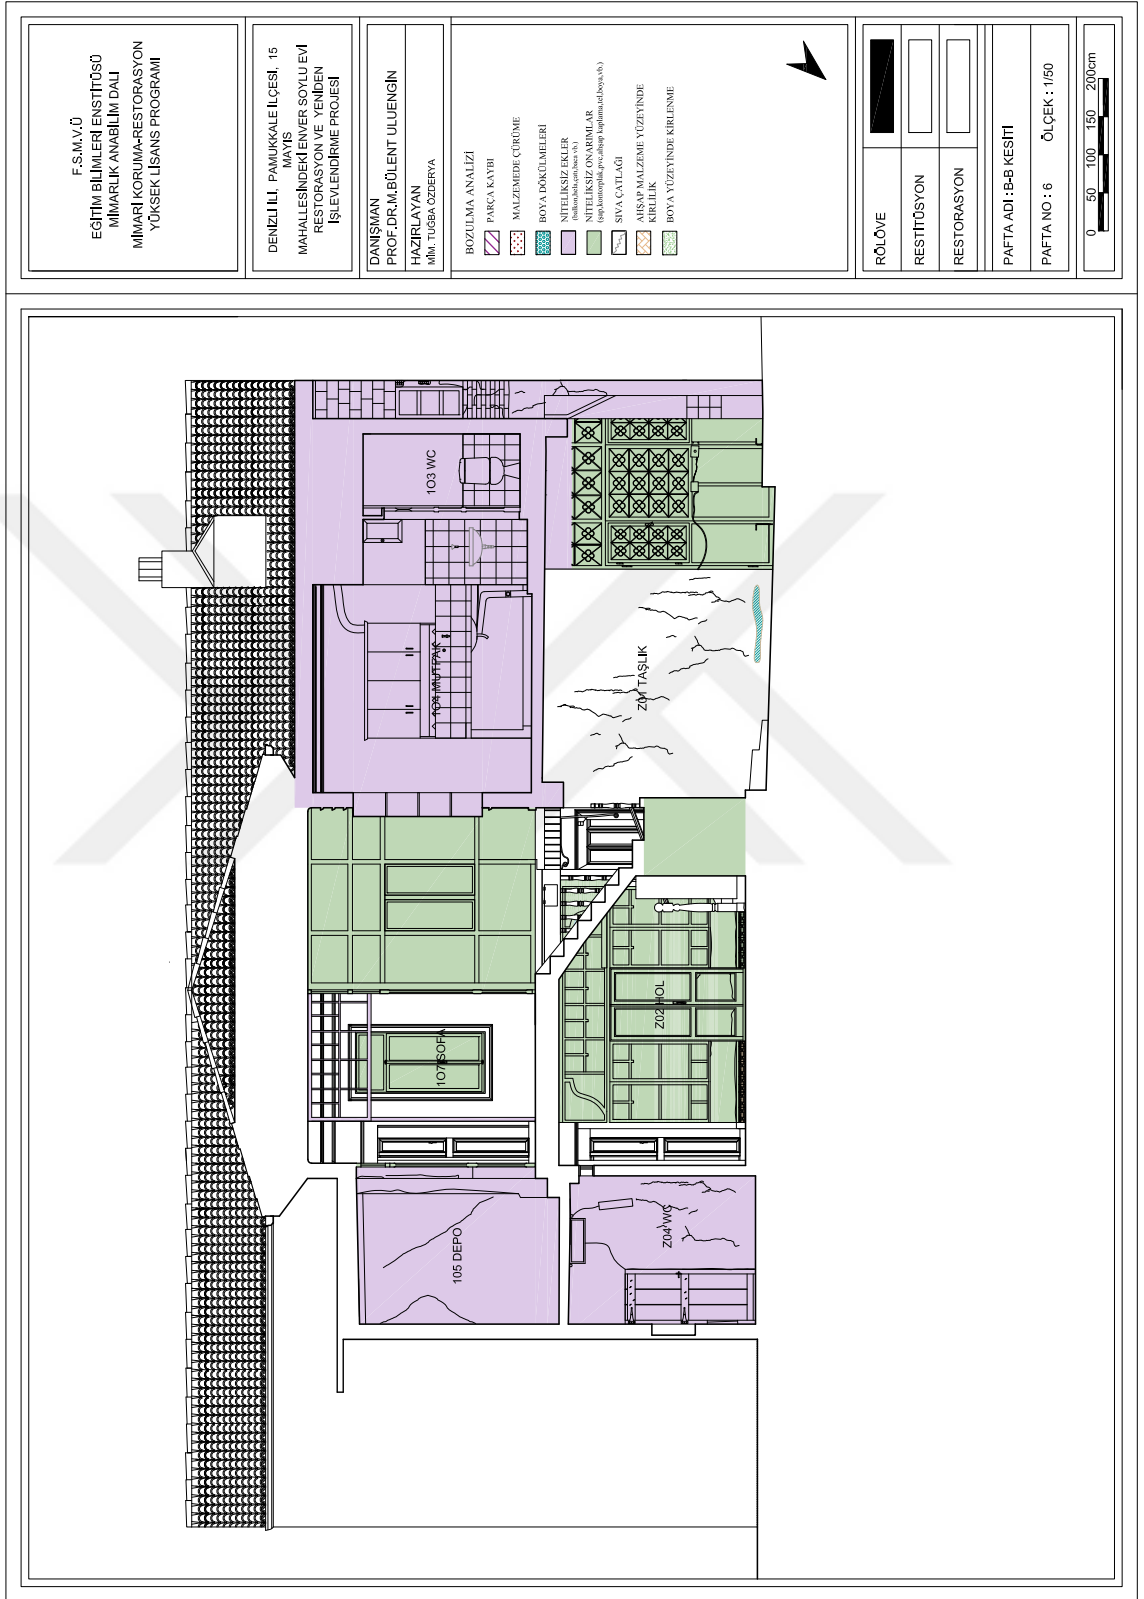 F.S.M.V.Ü
EĞİTİM BİLİMLERİ ENSTİTÜSÜ
MİMARLIK ANABİLİM DALI
MİMARİ KORUMA-RESTORASYON
YÜKSEK LİSANS PROGRAMI
DENİZLİ İLİ, PAMUKKALE İLÇESİ, 15
MAYIS
MAHALLESİNDEKİ ENVER SOYLU EVİ
RESTORASYON VE YENİDEN
İŞLEVLENDİRME PROJESİ
DANIŞMAN
PROF.DR.M.BÜLENT ULUENGİN
HAZIRLAYAN
MİM. TUĞBA ÖZDERYA
BOZULMA ANALİZİ
PARÇA KAYBI
MALZEMEDE ÇÜRÜME
BOYA DÖKÜLMELERİ
NİTELİKSİZ EKLER
NİTELİKSİZ ONARIMLAR
SIVA ÇATLAĞI
AHŞAP MALZEME YÜZEYİNDE
KİRLİLİK
BOYA YÜZEYİNDE KİRLENME
RÖLÖVE
RESTİTÜSYON
RESTORASYON
PAFTA ADI : B-B KESİTİ
PAFTA NO : 6 ÖLÇEK : 1/50
0 50 100 150 200cm
105 DEPO
107 SOFA
104 MUTFAK
103 WC
Z04 WC
Z02 HOL
Z01 TAŞLIK